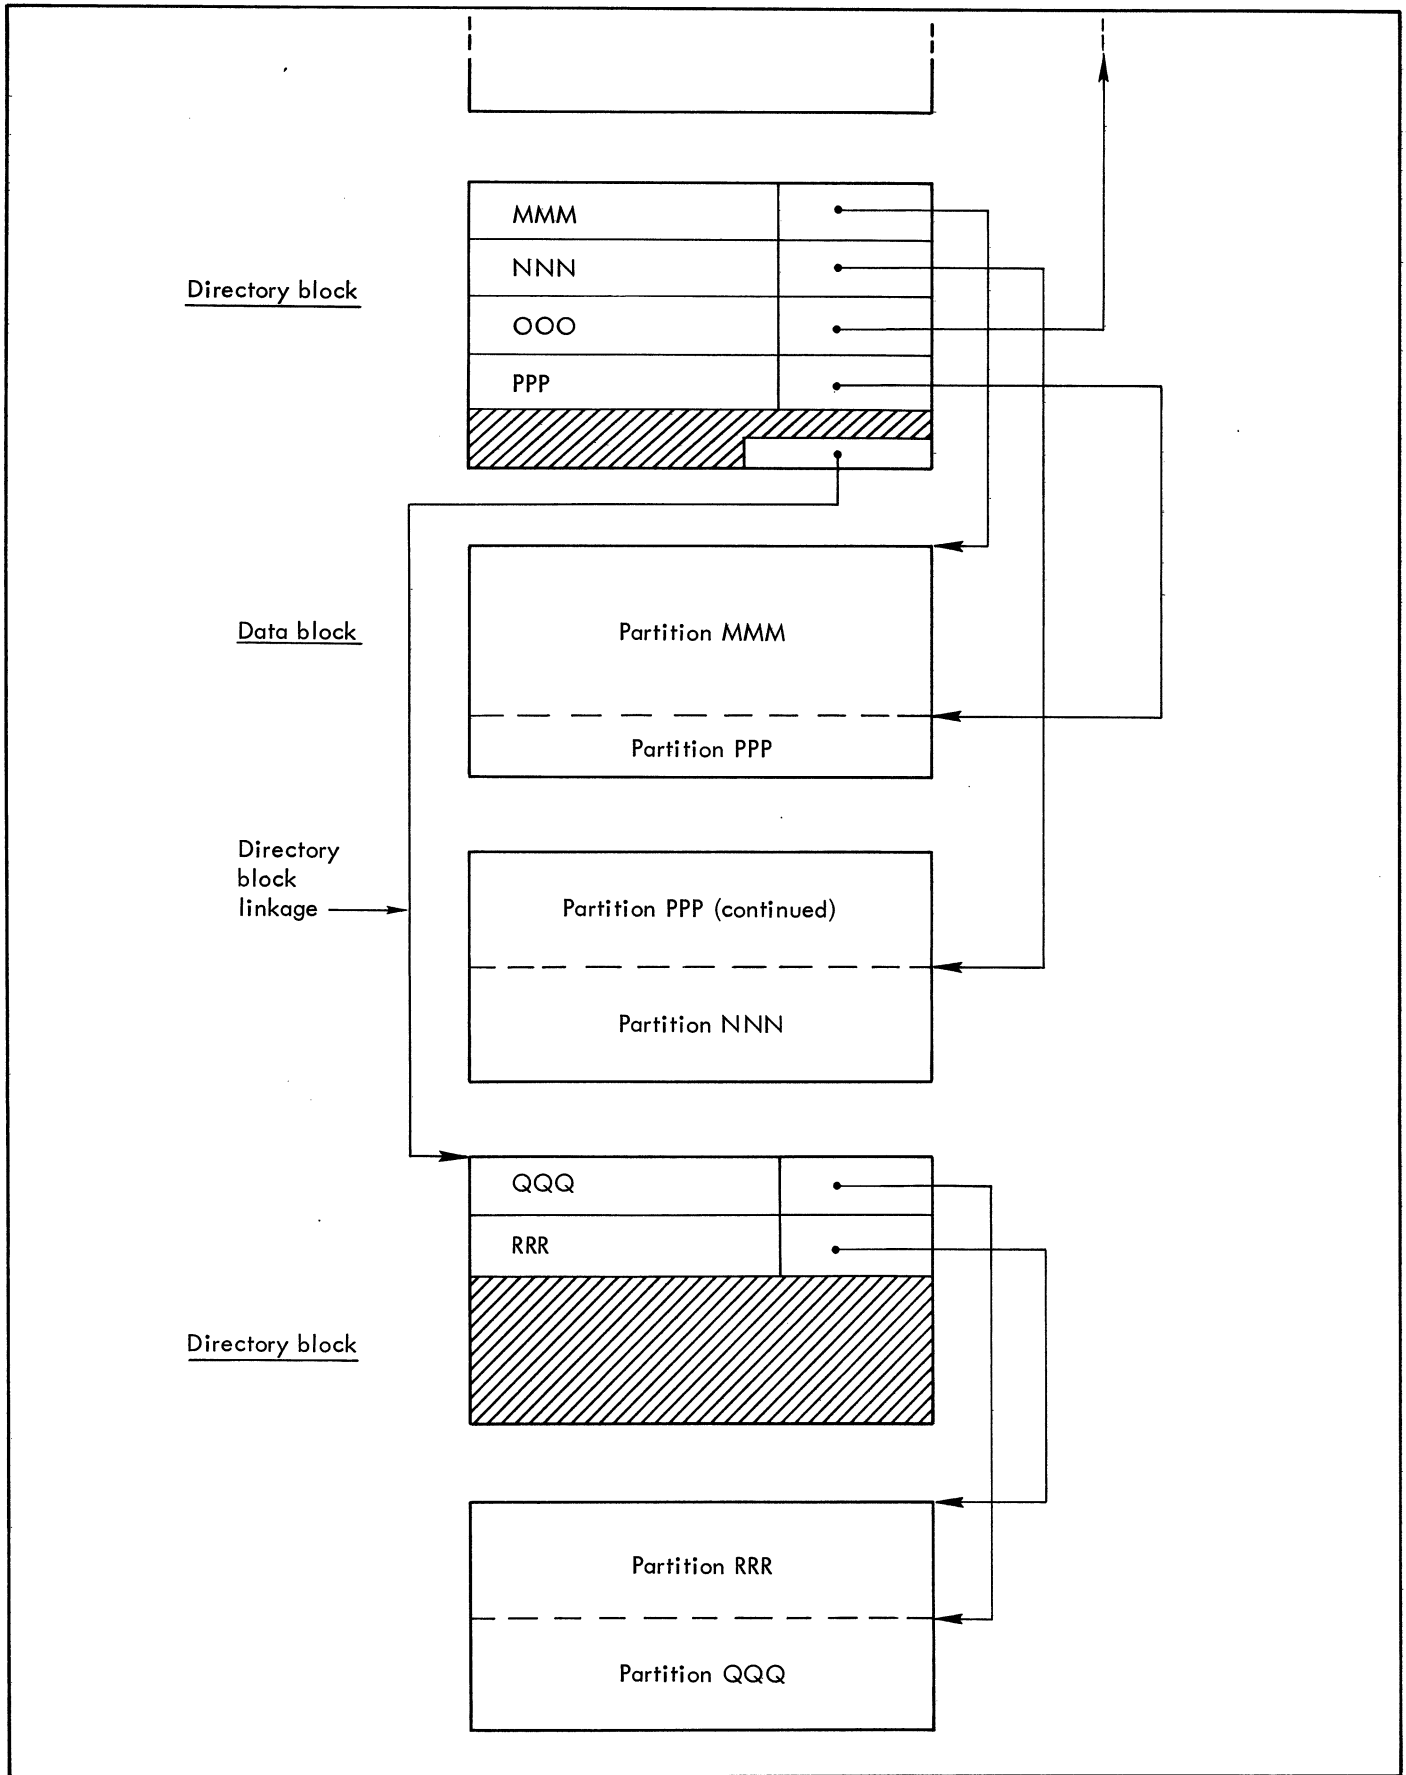 MMM
NNN
Directory block
OOO
PPP
Data block
Partition MMM
Partition PPP
Directory
block
linkage
Partition PPP (continued)
Partition NNN
QQQ
RRR
Directory block
Partition RRR
Partition QQQ